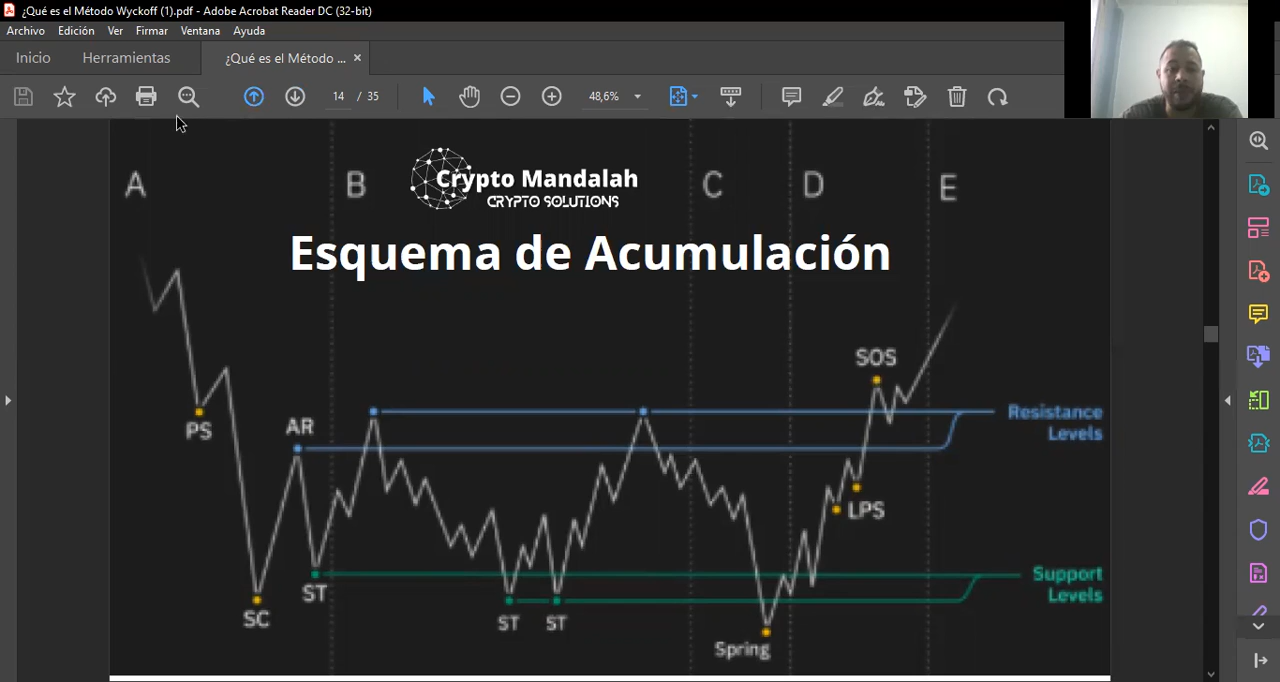 ¿Qué es el Método Wyckoff (1).pdf - Adobe Acrobat Reader DC (32-bit)
Archivo Edición Ver Firmar Ventana Ayuda
Inicio Herramientas ¿Qué es el Método ... ×
14 / 35 48,6%
A B C D E
Crypto Mandalah
CRYPTO SOLUTIONS
Esquema de Acumulación
SOS
Resistance
Levels
AR
PS
LPS
Support
Levels
ST
SC
ST ST
Spring